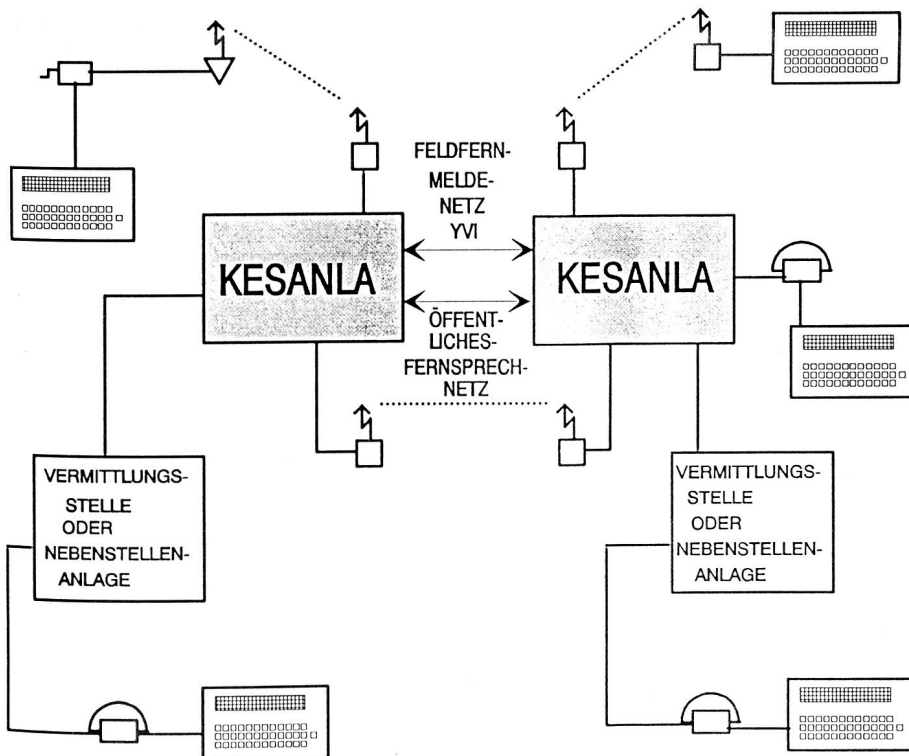 FELDFERN-
MELDE-
NETZ
YVI
KESANLA
KESANLA
ÖFFENT-
LICHES-
FERNSPRECH-
NETZ
VERMITTLUNGS-
STELLE
ODER
NEBENSTELLEN-
ANLAGE
VERMITTLUNGS-
STELLE
ODER
NEBENSTELLEN-
ANLAGE